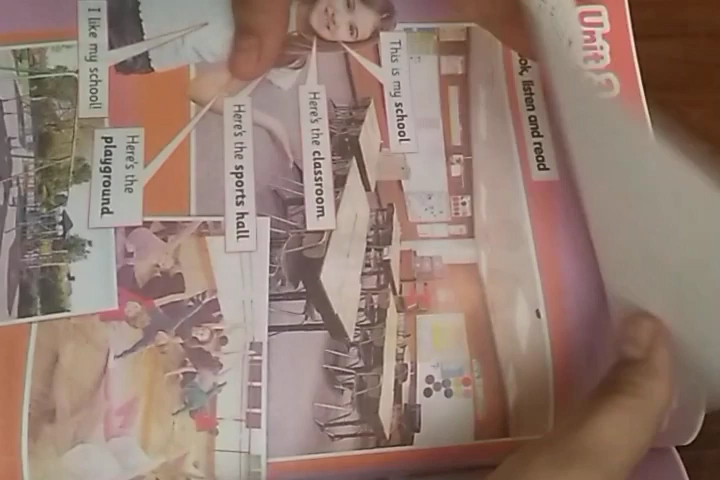 Unit
listen and read
This is my school.
Here's the classroom.
Here's the sports hall.
Here's the
playground.
I like my school!